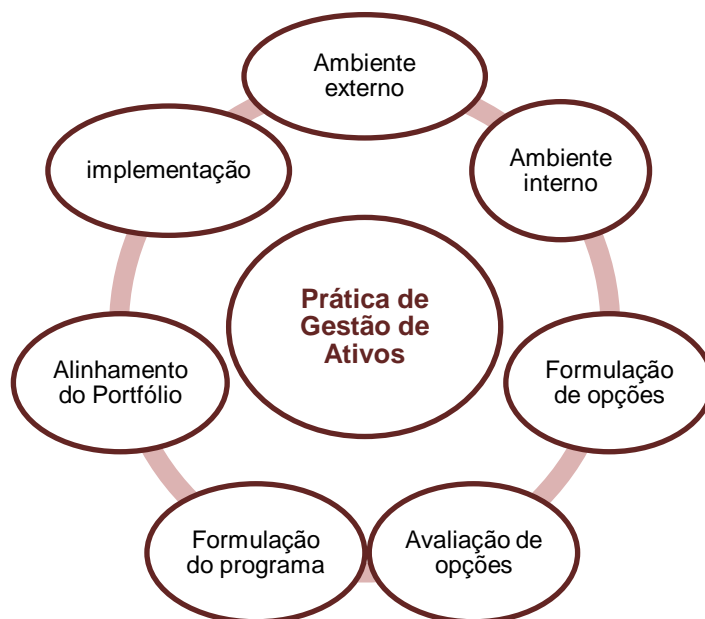 Ambiente
externo
Ambiente
interno
Formulação
de opções
Avaliação de
opções
Formulação
do programa
Alinhamento
do Portfólio
implementação
Prática de
Gestão de
Ativos